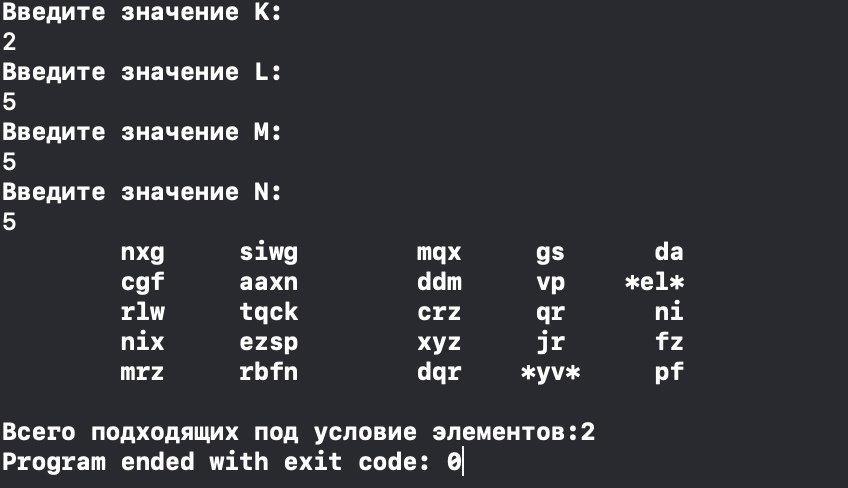 Введите значение K:
2
Введите значение L:
5
Введите значение M:
5
Введите значение N:
5
nxg siwg mqx gs da
cgf aaxn ddm vp *el*
rlw tqck crz qr ni
nix ezsp xyz jr fz
mrz rbfn dqr *yv* pf
Всего подходящих под условие элементов:2
Program ended with exit code: 0